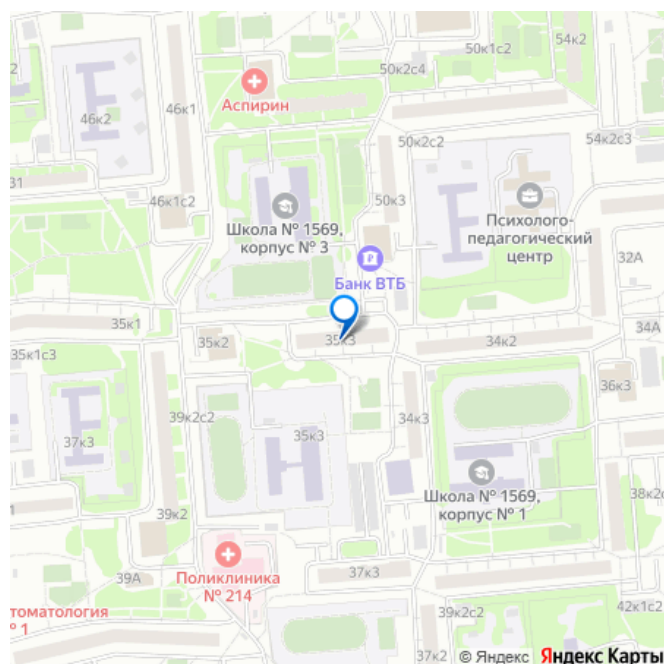 54к2
50к1с2
50к2с4
Аспирин
46к1
46к2
50к2с2
54к2с3
31
46к1с2
50к3
Школа № 1569,
корпус № 3
Психолого-
педагогический
центр
32А
Банк ВТБ
35к1
34А
35к2
35к3
34к2
35к1с3
36к3
39к2с2
34к3
37к3
35к3
Школа № 1569,
корпус № 1
38к2с
39к2
Поликлиника
№ 214
39А
37к3
томатология
№ 1
39к2с2
42к1с2
37к2
© Яндекс Яндекс Карты